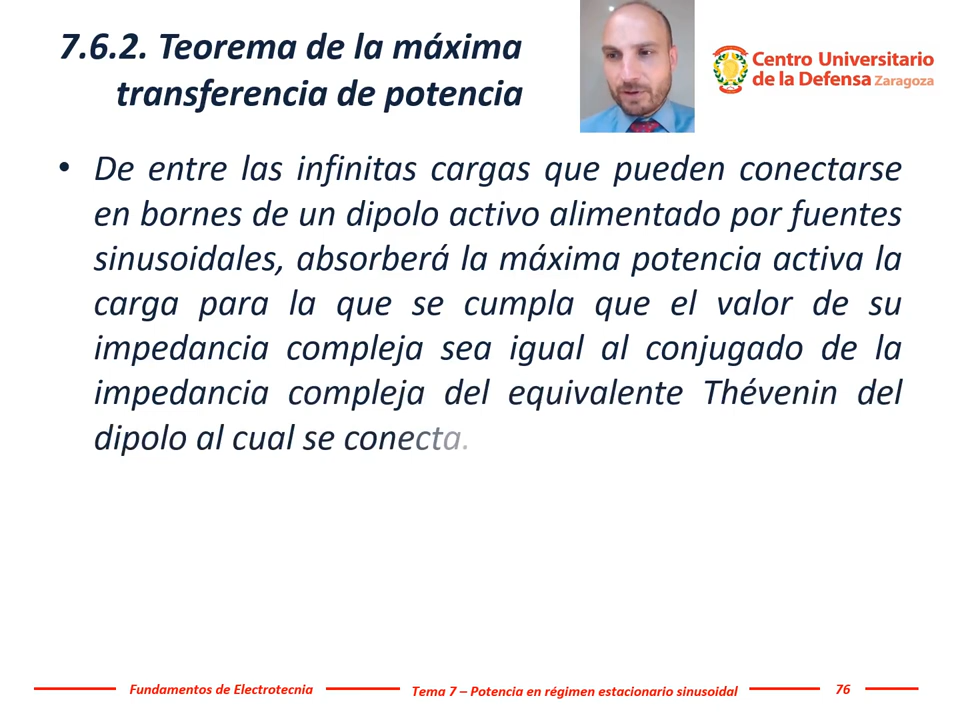 7.6.2. Teorema de la máxima
transferencia de potencia
Centro Universitario
de la Defensa Zaragoza
• De entre las infinitas cargas que pueden conectarse
en bornes de un dipolo activo alimentado por fuentes
sinusoidales, absorberá la máxima potencia activa la
carga para la que se cumpla que el valor de su
impedancia compleja sea igual al conjugado de la
impedancia compleja del equivalente Thévenin del
dipolo al cual se conecta.
Fundamentos de Electrotecnia
Tema 7 – Potencia en régimen estacionario sinusoidal
76